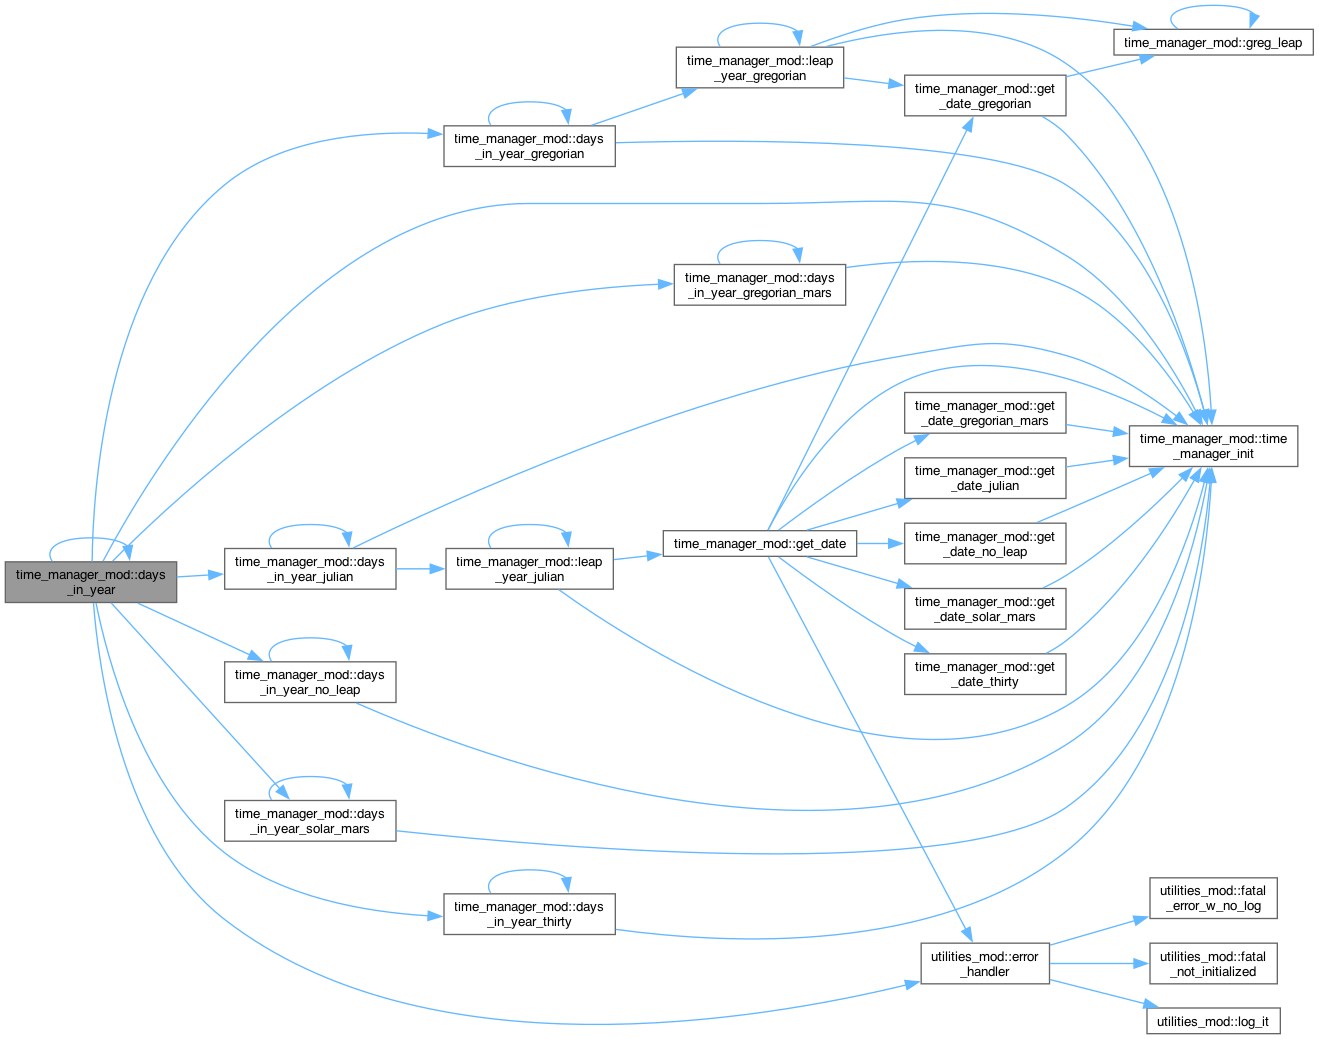 time_manager_mod::greg_leap
time_manager_mod::leap
_year_gregorian
time_manager_mod::get
_date_gregorian
time_manager_mod::days
_in_year_gregorian
time_manager_mod::days
_in_year_gregorian_mars
time_manager_mod::get
_date_gregorian_mars
time_manager_mod::time
_manager_init
time_manager_mod::get
_date_julian
time_manager_mod::get
_date_no_leap
time_manager_mod::get_date
time_manager_mod::days
_in_year_julian
time_manager_mod::leap
_year_julian
time_manager_mod::days
_in_year
time_manager_mod::get
_date_solar_mars
time_manager_mod::get
_date_thirty
time_manager_mod::days
_in_year_no_leap
time_manager_mod::days
_in_year_solar_mars
time_manager_mod::days
_in_year_thirty
utilities_mod::fatal
_error_w_no_log
utilities_mod::error
_handler
utilities_mod::fatal
_not_initialized
utilities_mod::log_it